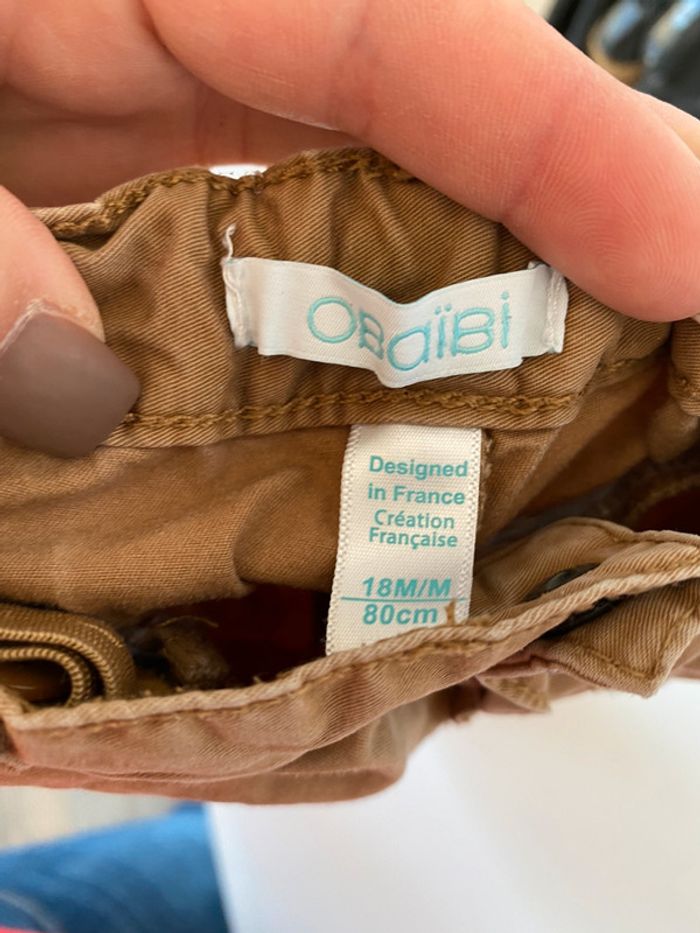 OBaïBi
Designed
in France
Création
Française
18M/M
80cm